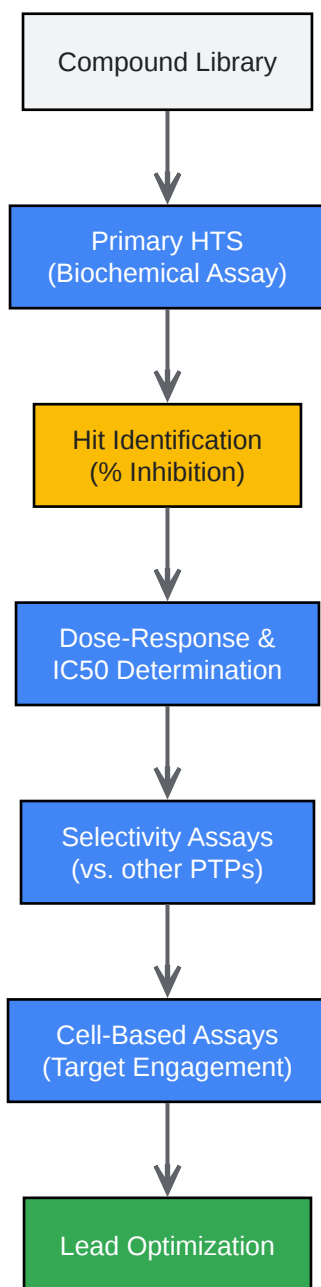 Compound Library
Primary HTS
(Biochemical Assay)
Hit Identification
(% Inhibition)
Dose-Response &
IC50 Determination
Selectivity Assays
(vs. other PTPs)
Cell-Based Assays
(Target Engagement)
Lead Optimization